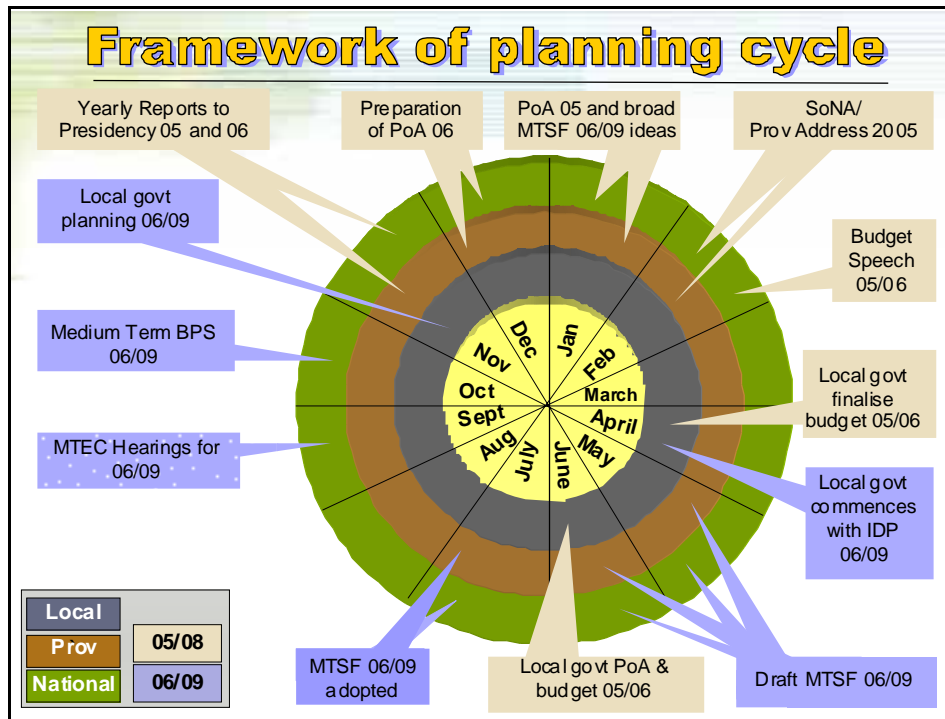 Framework of planning cycle
Yearly Reports to
Presidency 05 and 06
Preparation
of PoA 06
PoA 05 and broad
MTSF 06/09 ideas
SoNA/
Prov Address 2005
Local govt
planning 06/09
Budget
Speech
05/06
Medium Term BPS
06/09
Local govt
finalise
budget 05/06
MTEC Hearings for
06/09
Local govt
commences
with IDP
06/09
Jan
Feb
March
April
May
June
July
Aug
Sept
Oct
Nov
Dec
Local
Prov
National
05/08
06/09
MTSF 06/09
adopted
Local govt PoA &
budget 05/06
Draft MTSF 06/09